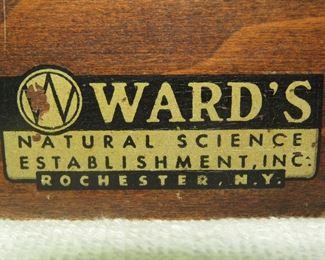 W WARD'S
NATURAL SCIENCE
ESTABLISHMENT, INC.
ROCHESTER, N.Y.